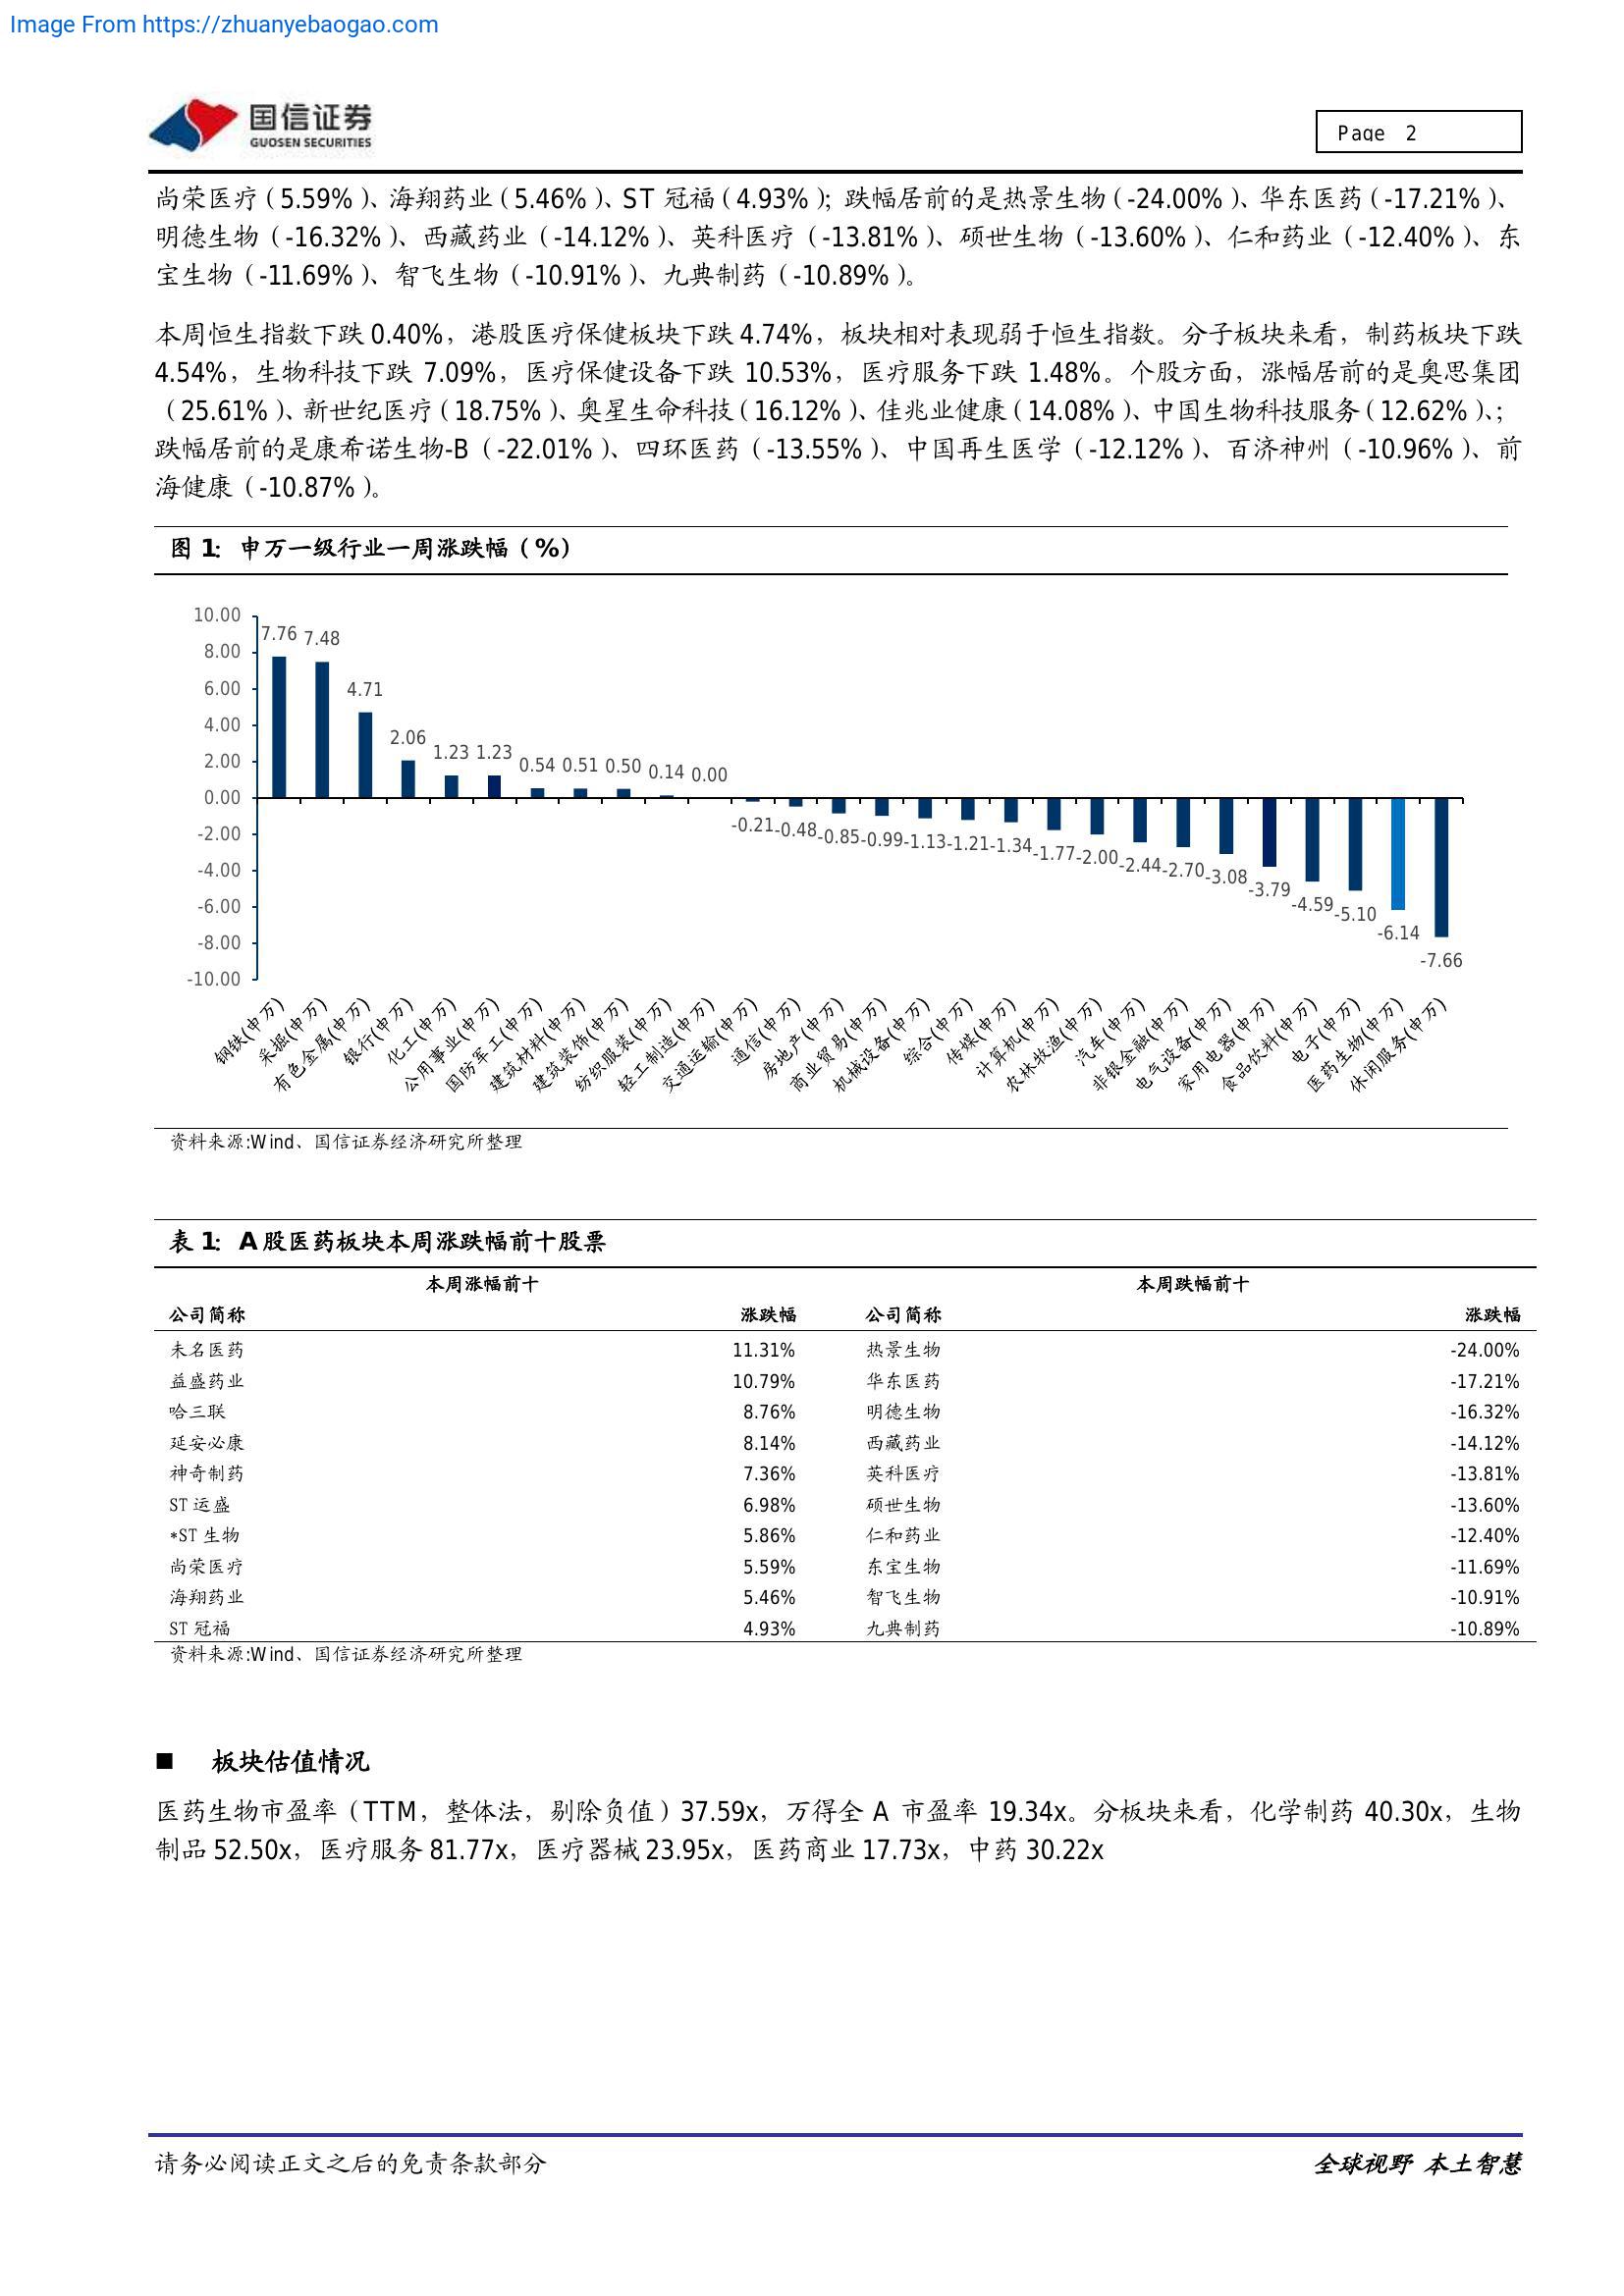 Image From https://zhuanyebaogao.com
国信证券
GUOSEN SECURITIES
Page 2
尚荣医疗（5.59%）、海翔药业（5.46%）、ST 冠福（4.93%）；跌幅居前的是热景生物（-24.00%）、华东医药（-17.21%）、
明德生物（-16.32%）、西藏药业（-14.12%）、英科医疗（-13.81%）、硕世生物（-13.60%）、仁和药业（-12.40%）、东
宝生物（-11.69%）、智飞生物（-10.91%）、九典制药（-10.89%）。
本周恒生指数下跌 0.40%，港股医疗保健板块下跌 4.74%，板块相对表现弱于恒生指数。分子板块来看，制药板块下跌
4.54%，生物科技下跌 7.09%，医疗保健设备下跌 10.53%，医疗服务下跌 1.48%。个股方面，涨幅居前的是奥思集团
（25.61%）、新世纪医疗（18.75%）、奥星生命科技（16.12%）、佳兆业健康（14.08%）、中国生物科技服务（12.62%）、；
跌幅居前的是康希诺生物-B（-22.01%）、四环医药（-13.55%）、中国再生医学（-12.12%）、百济神州（-10.96%）、前
海健康（-10.87%）。
图 1：申万一级行业一周涨跌幅（%）
10.00
8.00
6.00
4.00
2.00
0.00
-2.00
-4.00
-6.00
-8.00
-10.00
7.76 7.48 4.71 2.06 1.23 1.23 0.54 0.51 0.50 0.14 0.00 -0.21 -0.48 -0.85 -0.99 -1.13 -1.21 -1.34 -1.77 -2.00 -2.44 -2.70 -3.08 -3.79 -4.59 -5.10 -6.14 -7.66
钢铁(申万)
采掘(申万)
有色金属(申万)
银行(申万)
化工(申万)
公用事业(申万)
国防军工(申万)
建筑材料(申万)
建筑装饰(申万)
纺织服装(申万)
轻工制造(申万)
交通运输(申万)
通信(申万)
房地产(申万)
商业贸易(申万)
机械设备(申万)
综合(申万)
传媒(申万)
计算机(申万)
农林牧渔(申万)
汽车(申万)
非银金融(申万)
电气设备(申万)
家用电器(申万)
食品饮料(申万)
电子(申万)
医药生物(申万)
休闲服务(申万)
资料来源:Wind、国信证券经济研究所整理
表 1：A 股医药板块本周涨跌幅前十股票
本周涨幅前十 本周跌幅前十
公司简称 涨跌幅 公司简称 涨跌幅
未名医药 11.31% 热景生物 -24.00%
益盛药业 10.79% 华东医药 -17.21%
哈三联 8.76% 明德生物 -16.32%
延安必康 8.14% 西藏药业 -14.12%
神奇制药 7.36% 英科医疗 -13.81%
ST 运盛 6.98% 硕世生物 -13.60%
*ST 生物 5.86% 仁和药业 -12.40%
尚荣医疗 5.59% 东宝生物 -11.69%
海翔药业 5.46% 智飞生物 -10.91%
ST 冠福 4.93% 九典制药 -10.89%
资料来源:Wind、国信证券经济研究所整理
■ 板块估值情况
医药生物市盈率（TTM，整体法，剔除负值）37.59x，万得全 A 市盈率 19.34x。分板块来看，化学制药 40.30x，生物
制品 52.50x，医疗服务 81.77x，医疗器械 23.95x，医药商业 17.73x，中药 30.22x
请务必阅读正文之后的免责条款部分
全球视野 本土智慧